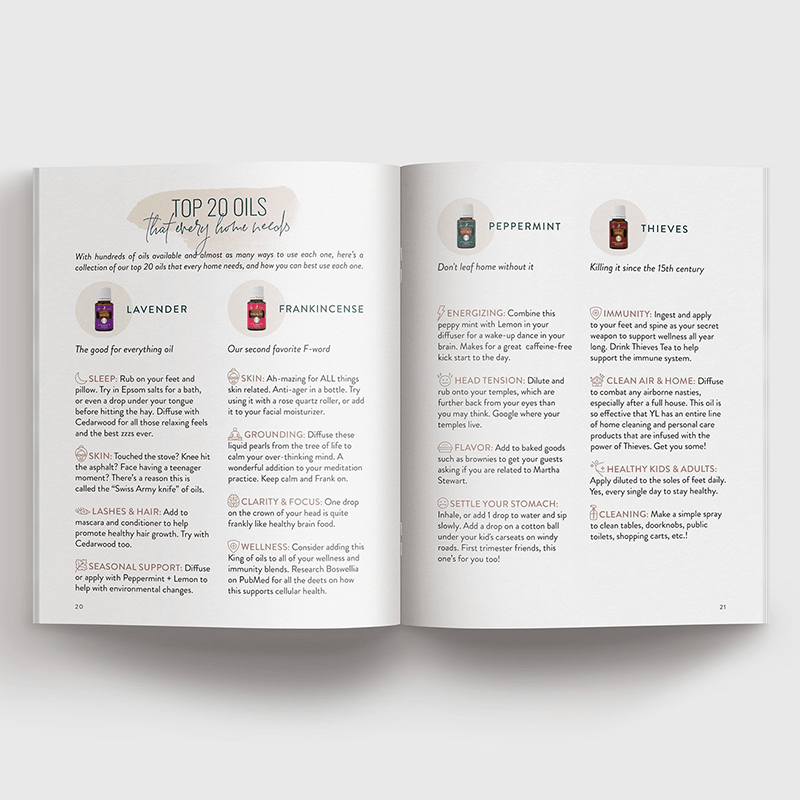 TOP 20 OILS
that every home needs
With hundreds of oils available and almost as many ways to use each one, here's a
collection of our top 20 oils that every home needs, and how you can best use each one.
LAVENDER
The good for everything oil
SLEEP: Rub on your feet and
pillow. Try in Epsom salts for a bath,
or even a drop under your tongue
before hitting the hay. Diffuse with
Cedarwood for all those relaxing feels
and the best zzzs ever.
SKIN: Touched the stove? Knee hit
the asphalt? Face having a teenager
moment? There's a reason this is
called the "Swiss Army knife" of oils.
LASHES & HAIR: Add to
mascara and conditioner to help
promote healthy hair growth. Try with
Cedarwood too.
SEASONAL SUPPORT: Diffuse
or apply with Peppermint + Lemon to
help with environmental changes.
20
FRANKINCENSE
Our second favorite F-word
SKIN: Ah-mazing for ALL things
skin related. Anti-ager in a bottle. Try
using it with a rose quartz roller, or add
it to your facial moisturizer.
GROUNDING: Diffuse these
liquid pearls from the tree of life to
calm your over-thinking mind. A
wonderful addition to your meditation
practice. Keep calm and Frank on.
CLARITY & FOCUS: One drop
on the crown of your head is quite
frankly like healthy brain food.
WELLNESS: Consider adding this
King of oils to all of your wellness and
immunity blends. Research Boswellia
on PubMed for all the deets on how
this supports cellular health.
PEPPERMINT
Don't leaf home without it
ENERGIZING: Combine this
peppy mint with Lemon in your
diffuser for a wake-up dance in your
brain. Makes for a great caffeine-free
kick start to the day.
HEAD TENSION: Dilute and
rub onto your temples, which are
further back from your eyes than
you may think. Google where your
temples live.
FLAVOR: Add to baked goods
such as brownies to get your guests
asking if you are related to Martha
Stewart.
SETTLE YOUR STOMACH:
Inhale, or add 1 drop to water and sip
slowly. Add a drop on a cotton ball
under your kid's carseats on windy
roads. First trimester friends, this
one's for you too!
THIEVES
Killing it since the 15th century
IMMUNITY: Ingest and apply
to your feet and spine as your secret
weapon to support wellness all year
long. Drink Thieves Tea to help
support the immune system.
CLEAN AIR & HOME: Diffuse
to combat any airborne nasties,
especially after a full house. This oil is
so effective that YL has an entire line
of home cleaning and personal care
products that are infused with the
power of Thieves. Get you some!
HEALTHY KIDS & ADULTS:
Apply diluted to the soles of feet daily.
Yes, every single day to stay healthy.
CLEANING: Make a simple spray
to clean tables, doorknobs, public
toilets, shopping carts, etc.!
21